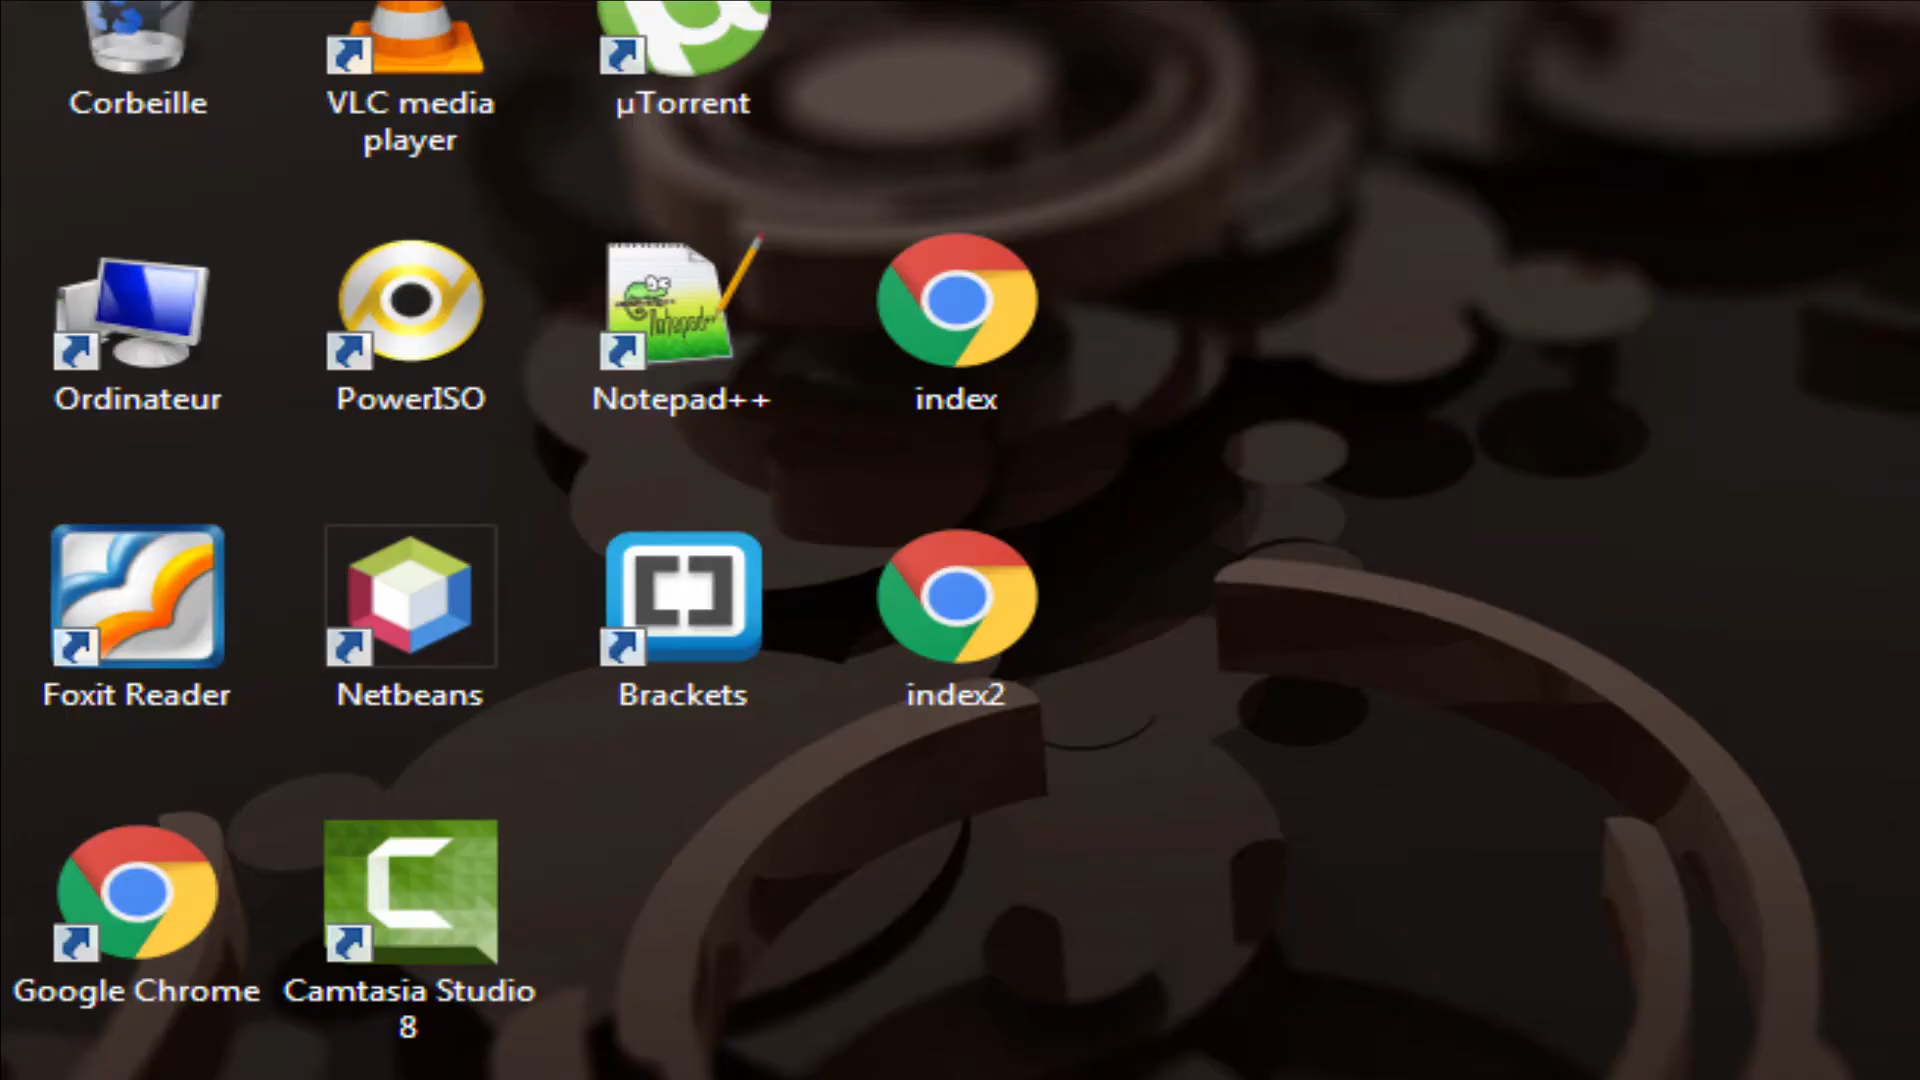 Corbeille
VLC media
player
µTorrent
Ordinateur
PowerISO
Notepad++
index
Foxit Reader
Netbeans
Brackets
index2
Google Chrome
Camtasia Studio
8